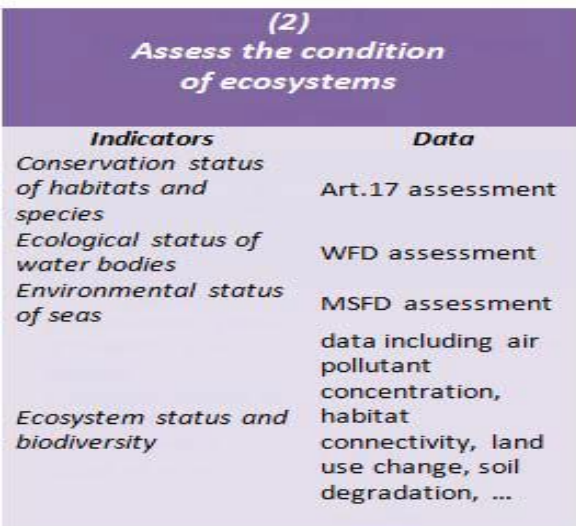 (2)
Assess the condition
of ecosystems
Indicators Data
Conservation status
of habitats and
species
Art.17 assessment
Ecological status of
water bodies
WFD assessment
Environmental status
of seas
MSFD assessment
Ecosystem status and
biodiversity
data including air
pollutant
concentration,
habitat
connectivity, land
use change, soil
degradation, ...